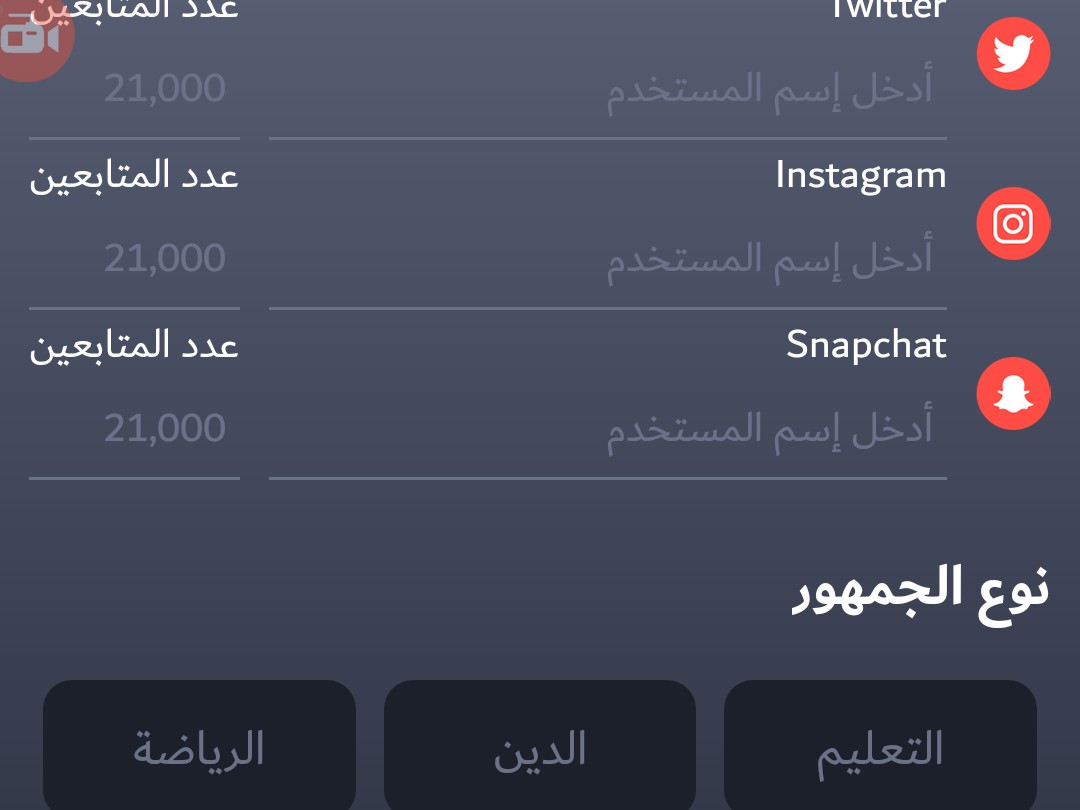 Twitter عدد المتابعين
أدخل إسم المستخدم 21,000
Instagram عدد المتابعين
أدخل إسم المستخدم 21,000
Snapchat عدد المتابعين
أدخل إسم المستخدم 21,000
نوع الجمهور
التعليم الدين الرياضة